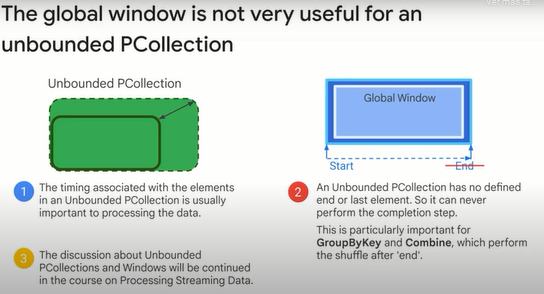 Ver más ta
The global window is not very useful for an
unbounded PCollection
Unbounded PCollection
Global Window
Start
End
1
The timing associated with the elements
in an Unbounded PCollection is usually
important to processing the data.
2
An Unbounded PCollection has no defined
end or last element. So it can never
perform the completion step.
This is particularly important for
GroupByKey and Combine, which perform
the shuffle after 'end'.
3
The discussion about Unbounded
PCollections and Windows will be continued
in the course on Processing Streaming Data.